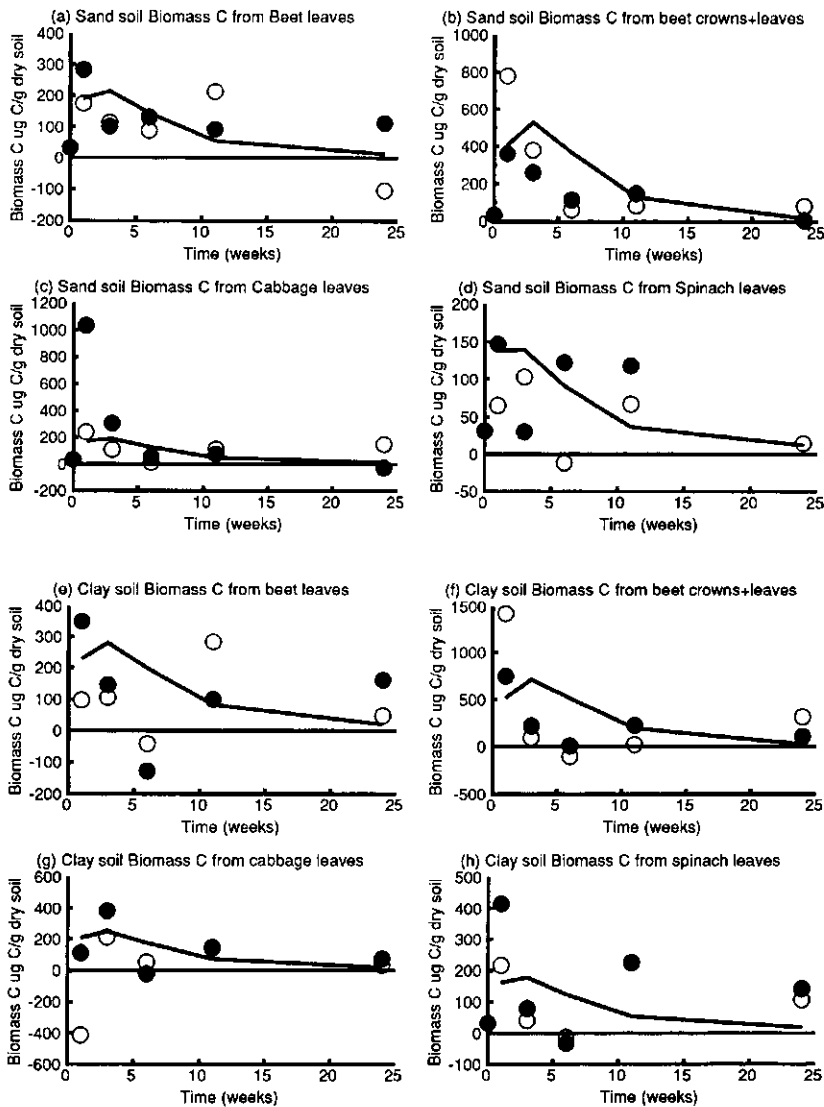 (a) Sand soil Biomass C from Beet leaves
Biomass C ug C/g dry soil
400
300
200
100
0
-100
-200
0 5 10 15 20 25
Time (weeks)
(b) Sand soil Biomass C from beet crowns+leaves
Biomass C ug C/g dry soil
1000
800
600
400
200
0
0 5 10 15 20 25
Time (weeks)
(c) Sand soil Biomass C from Cabbage leaves
Biomass C ug C/g dry soil
1200
1000
800
600
400
200
0
-200
0 5 10 15 20 25
Time (weeks)
(d) Sand soil Biomass C from Spinach leaves
Biomass C ug C/g dry soil
200
150
100
50
0
-50
0 5 10 15 20 25
Time (weeks)
(e) Clay soil Biomass C from beet leaves
Biomass C ug C/g dry soil
400
300
200
100
0
-100
-200
0 5 10 15 20 25
Time (weeks)
(f) Clay soil Biomass C from beet crowns+leaves
Biomass C ug C/g dry soil
1500
1000
500
0
-500
0 5 10 15 20 25
Time (weeks)
(g) Clay soil Biomass C from cabbage leaves
Biomass C ug C/g dry soil
600
400
200
0
-200
-400
-600
0 5 10 15 20 25
Time (weeks)
(h) Clay soil Biomass C from spinach leaves
Biomass C ug C/g dry soil
500
400
300
200
100
0
-100
0 5 10 15 20 25
Time (weeks)